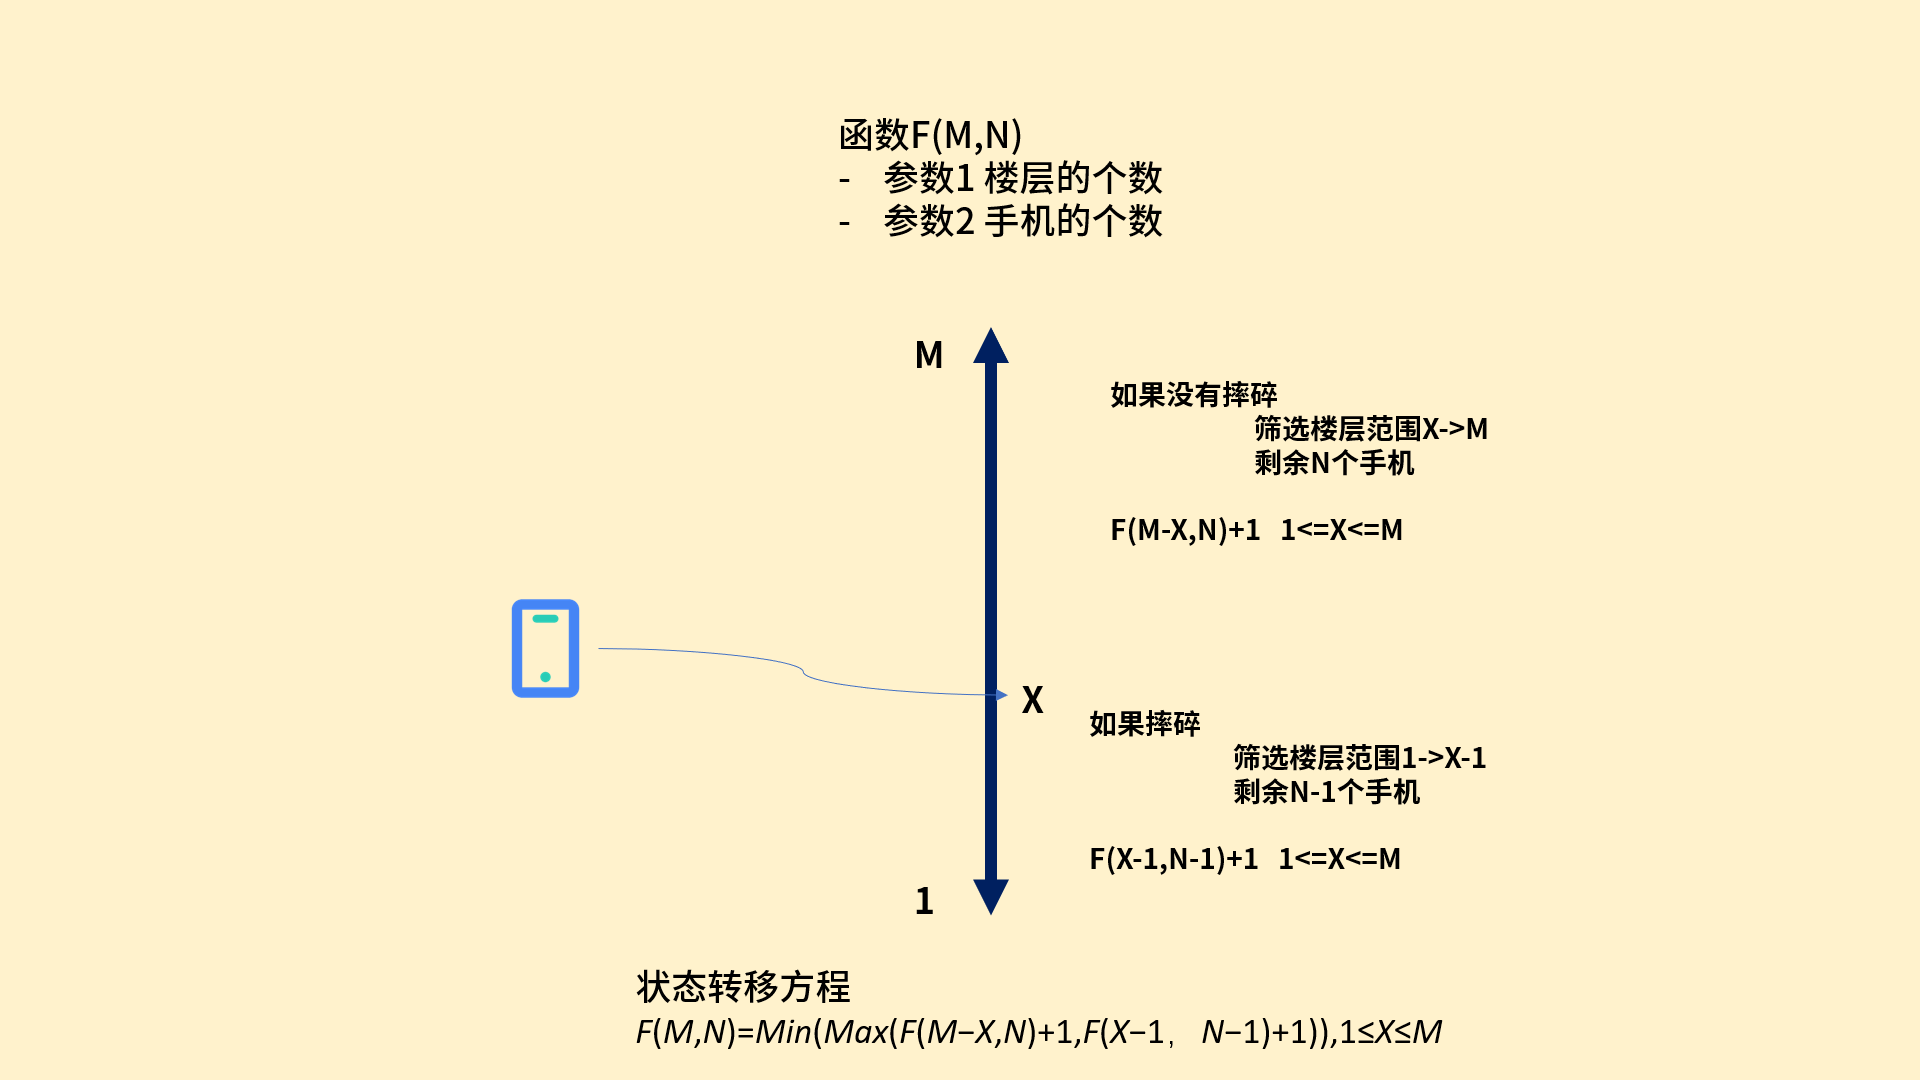 函数F(M,N)
- 参数1 楼层的个数
- 参数2 手机的个数
M
如果没有摔碎
筛选楼层范围X->M
剩余N个手机
F(M-X,N)+1 1<=X<=M
X
如果摔碎
筛选楼层范围1->X-1
剩余N-1个手机
F(X-1,N-1)+1 1<=X<=M
1
状态转移方程
F(M,N)=Min(Max(F(M−X,N)+1,F(X−1， N−1)+1)),1≤X≤M